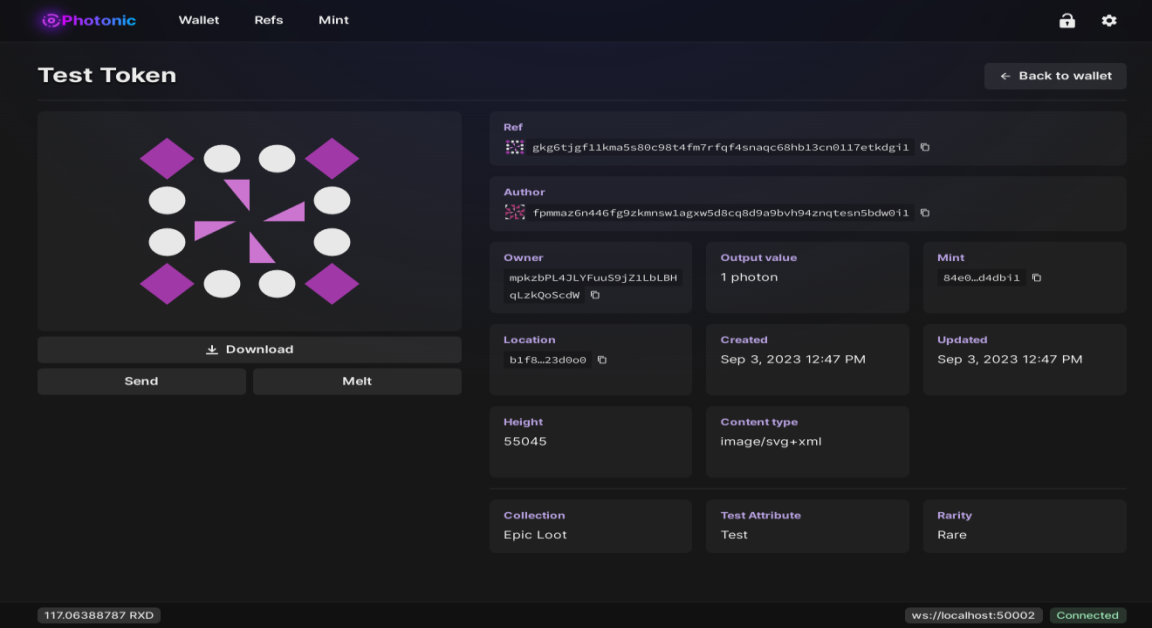 Photonic
Wallet
Refs
Mint
Test Token
Back to wallet
Download
Send
Melt
Ref
gkg6tjgf11kma5s80c98t4fm7rfqf4snaqc68hb13cn0117etkdgi1
Author
fpmmaz6n446fg9zkmnsw1agxw5d8cq8d9a9bvh94znqtesn5bdw0i1
Owner
mpkzbPL4JLYFuuS9jZ1LbLBH
qLzkQoScdW
Output value
1 photon
Mint
84e0…d4dbi1
Location
b1f8…23d0o0
Created
Sep 3, 2023 12:47 PM
Updated
Sep 3, 2023 12:47 PM
Height
55045
Content type
image/svg+xml
Collection
Epic Loot
Test Attribute
Test
Rarity
Rare
117.06388787 RXD
ws://localhost:50002
Connected